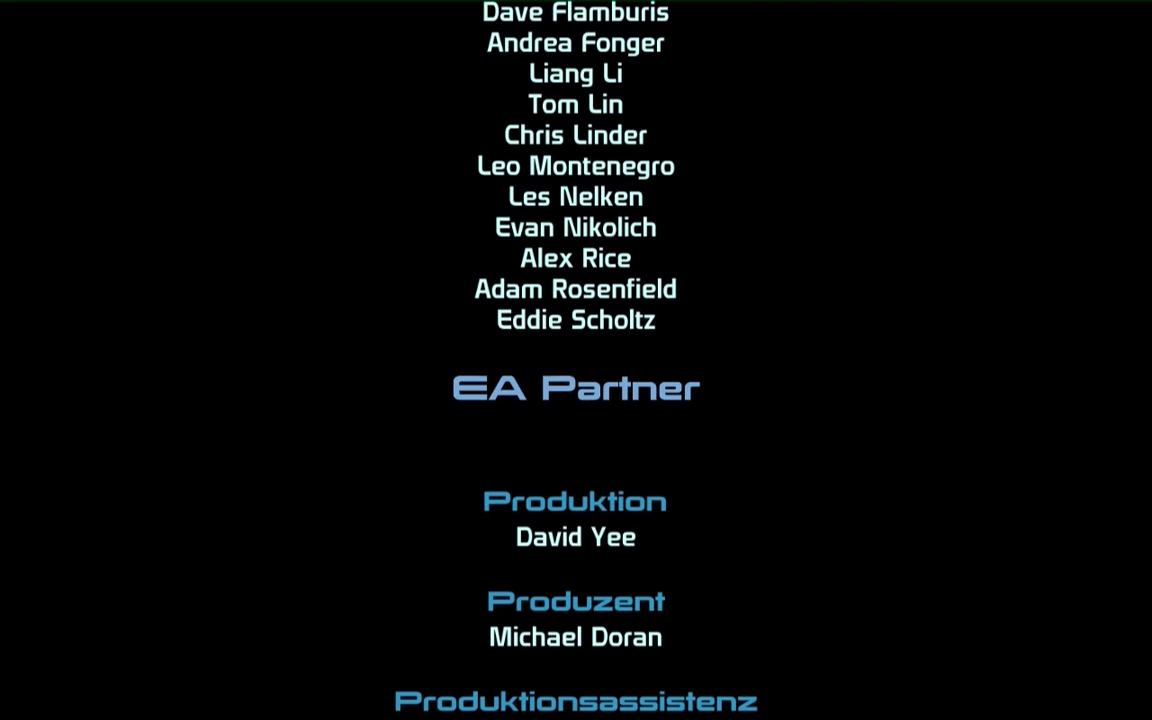 Dave Flamburis
Andrea Fonger
Liang Li
Tom Lin
Chris Linder
Leo Montenegro
Les Nelken
Evan Nikolich
Alex Rice
Adam Rosenfield
Eddie Scholtz
EA Partner
Produktion
David Yee
Produzent
Michael Doran
Produktionsassistenz